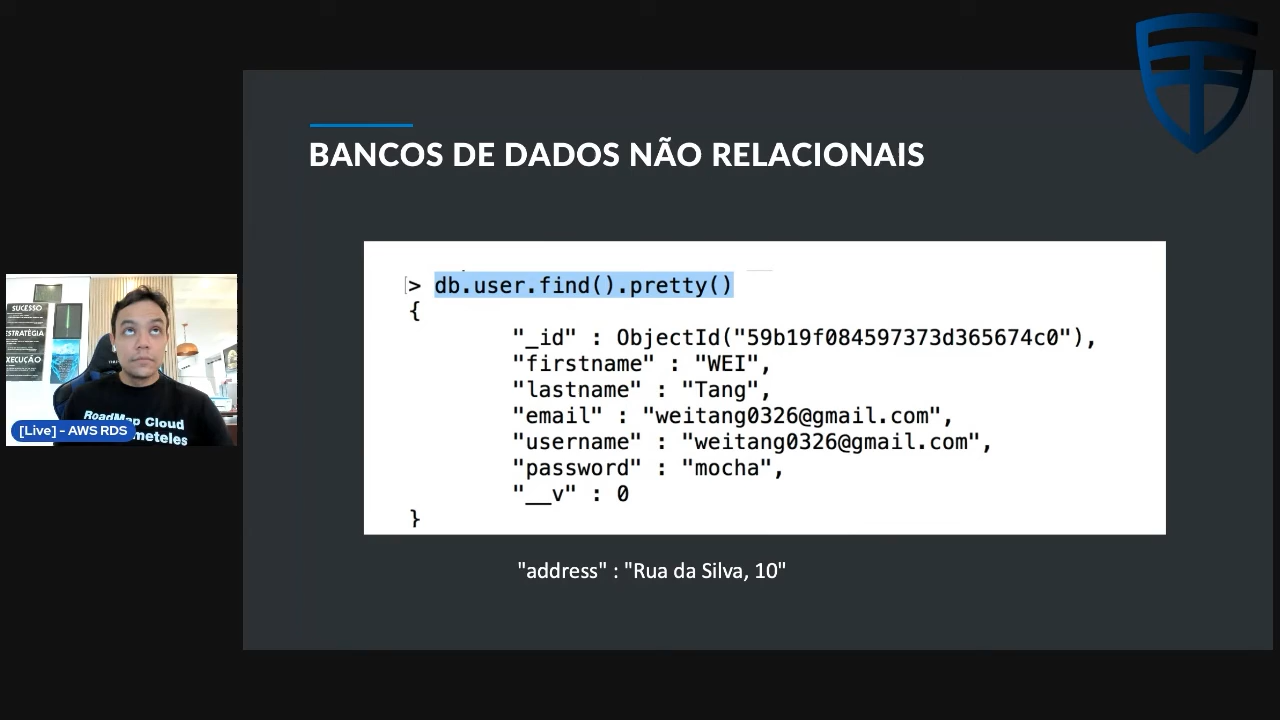 BANCOS DE DADOS NÃO RELACIONAIS
> db.user.find().pretty()
{
"_id" : ObjectId("59b19f084597373d365674c0"),
"firstname" : "WEI",
"lastname" : "Tang",
"email" : "weitang0326@gmail.com",
"username" : "weitang0326@gmail.com",
"password" : "mocha",
"__v" : 0
}
"address" : "Rua da Silva, 10"
SUCESSO
ESTRATÉGIA
EXECUÇÃO
RoadMap Cloud
[Live] - AWS RDS